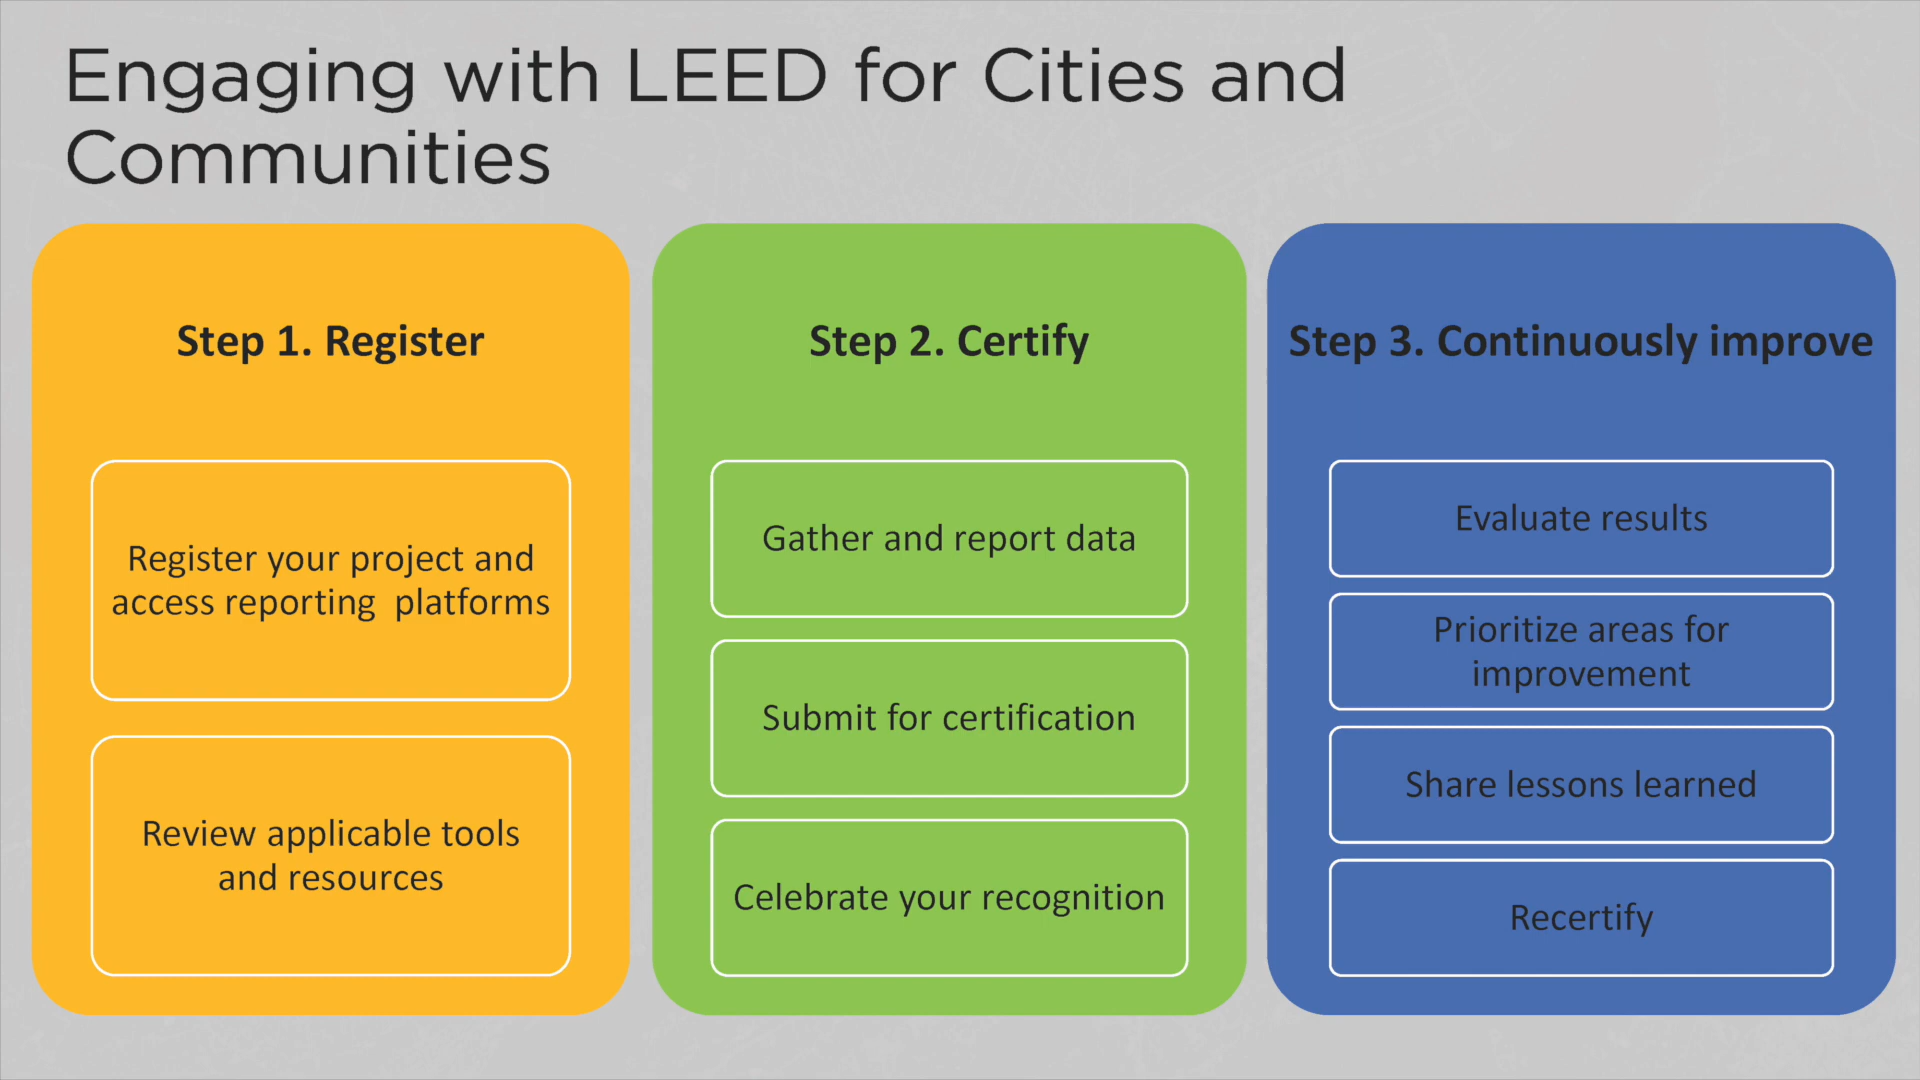 Engaging with LEED for Cities and
Communities
Step 1. Register
Register your project and
access reporting platforms
Review applicable tools
and resources
Step 2. Certify
Gather and report data
Submit for certification
Celebrate your recognition
Step 3. Continuously improve
Evaluate results
Prioritize areas for
improvement
Share lessons learned
Recertify